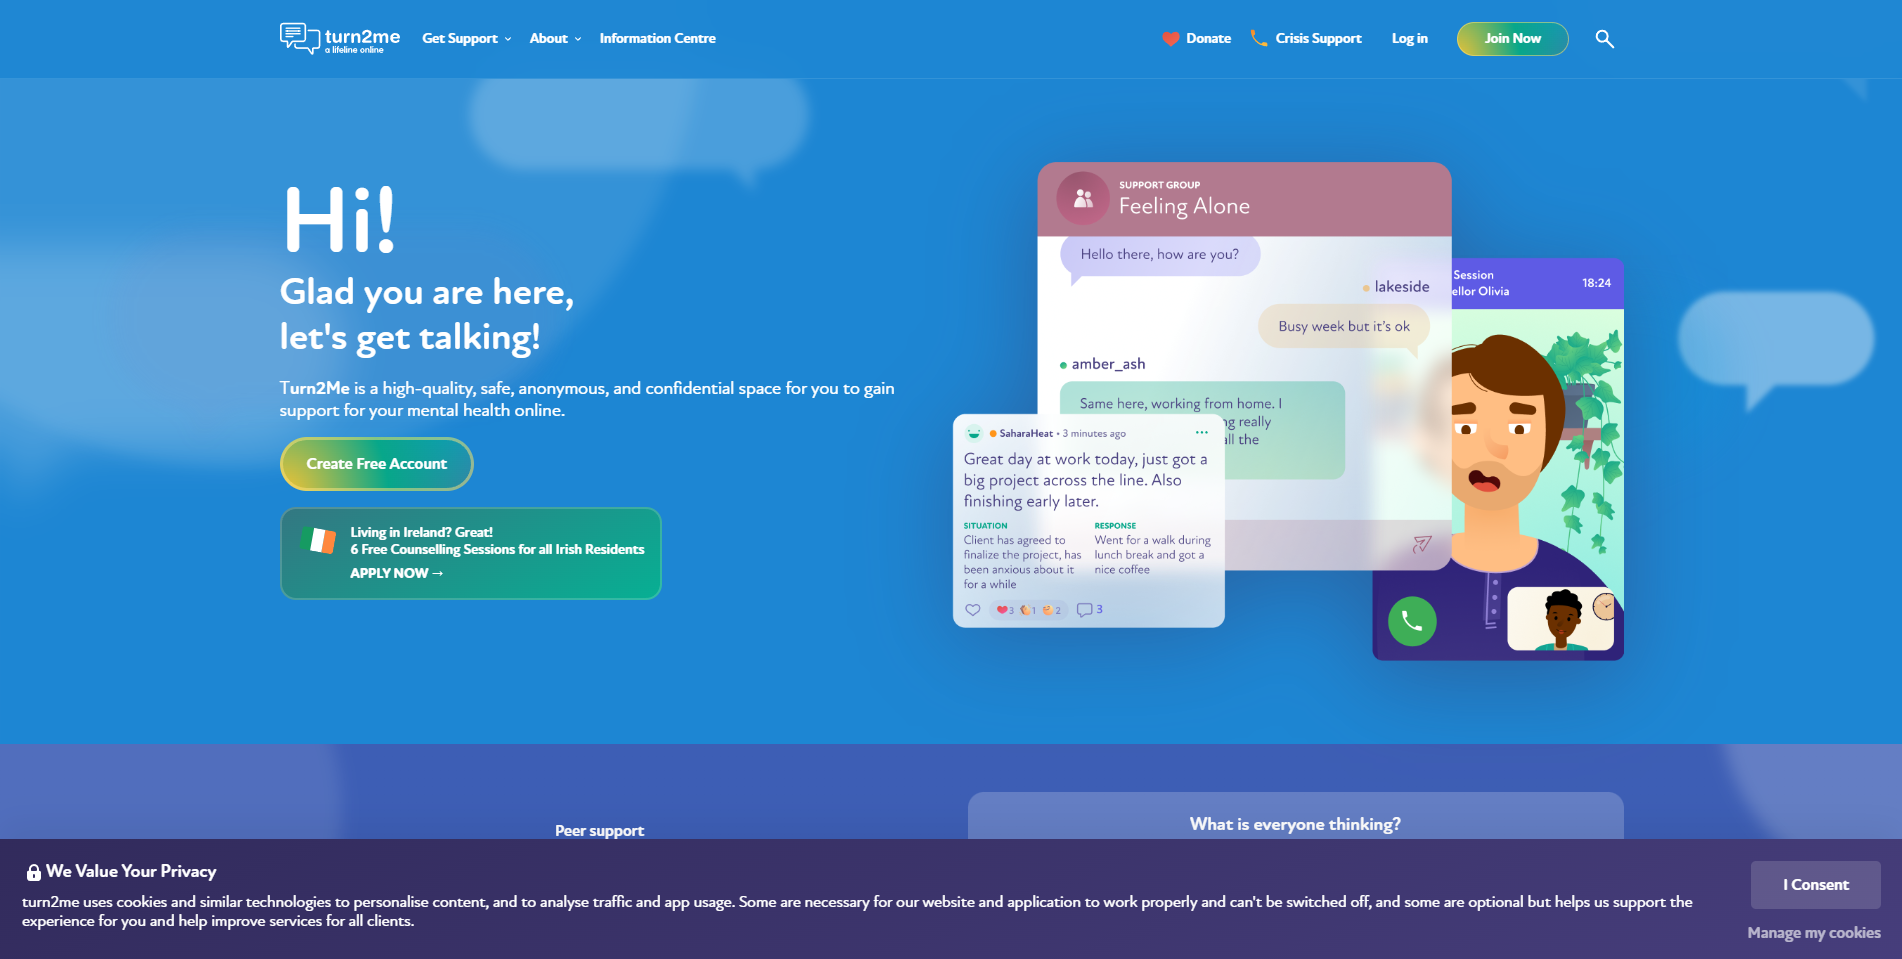 turn2me
a lifeline online
Get Support
About
Information Centre
Donate
Crisis Support
Log in
Join Now
Hi!
Glad you are here,
let's get talking!
Turn2Me is a high-quality, safe, anonymous, and confidential space for you to gain
support for your mental health online.
Create Free Account
Living in Ireland? Great!
6 Free Counselling Sessions for all Irish Residents
APPLY NOW →
SUPPORT GROUP
Feeling Alone
Hello there, how are you?
lakeside
Busy week but it's ok
amber_ash
Same here, working from home. I
ng really
all the
Session
ellor Olivia
18:24
SaharaHeat • 3 minutes ago
Great day at work today, just got a
big project across the line. Also
finishing early later.
SITUATION
Client has agreed to
finalize the project, has
been anxious about it
for a while
RESPONSE
Went for a walk during
lunch break and got a
nice coffee
3 1 2 3
Peer support
What is everyone thinking?
We Value Your Privacy
turn2me uses cookies and similar technologies to personalise content, and to analyse traffic and app usage. Some are necessary for our website and application to work properly and can't be switched off, and some are optional but helps us support the
experience for you and help improve services for all clients.
I Consent
Manage my cookies